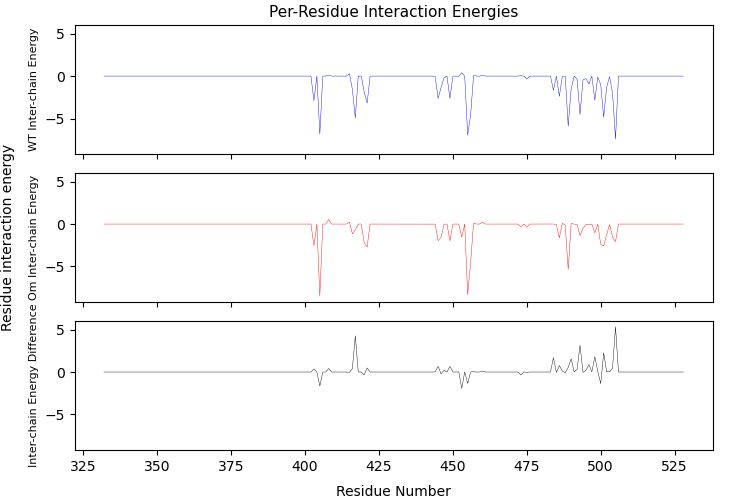 Per-Residue Interaction Energies
Residue interaction energy
WT Inter-chain Energy
5
0
−5
Om Inter-chain Energy
5
0
−5
Inter-chain Energy Difference
5
0
−5
325 350 375 400 425 450 475 500 525
Residue Number